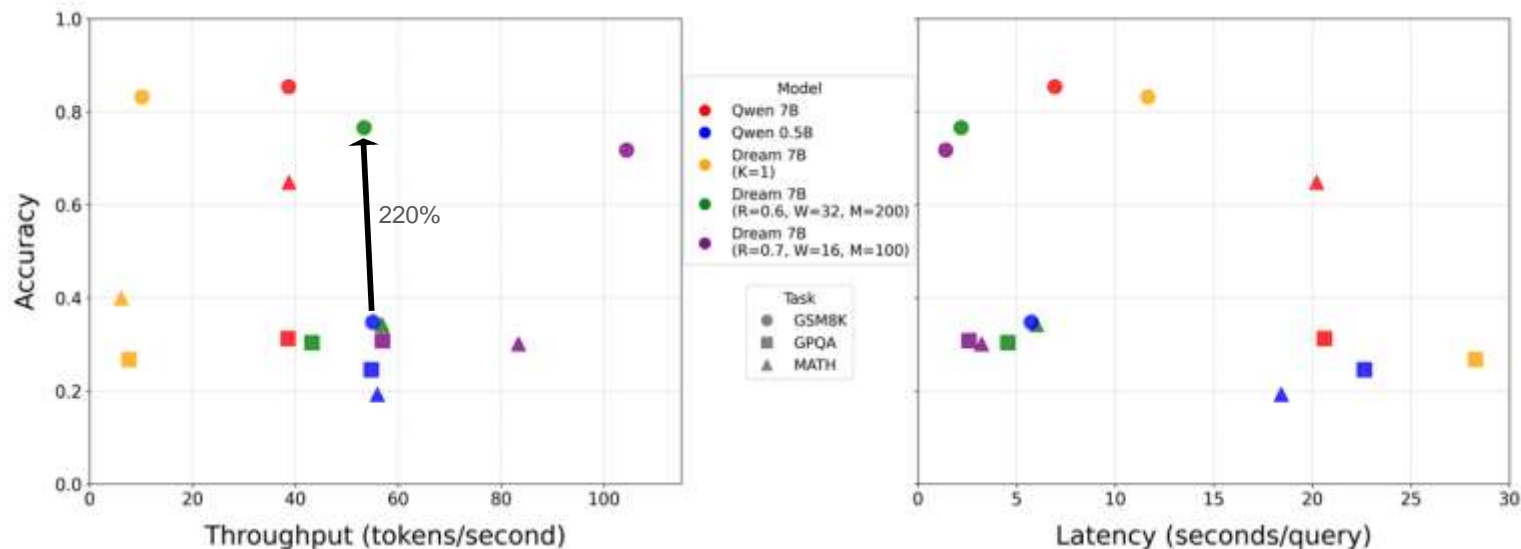 1.0
0.8
0.6
0.4
0.2
0.0
Accuracy
220%
0 20 40 60 80 100
Throughput (tokens/second)
Model
Qwen 7B
Qwen 0.5B
Dream 7B
(K=1)
Dream 7B
(R=0.6, W=32, M=200)
Dream 7B
(R=0.7, W=16, M=100)
Task
GSM8K
GPQA
MATH
0 5 10 15 20 25 30
Latency (seconds/query)